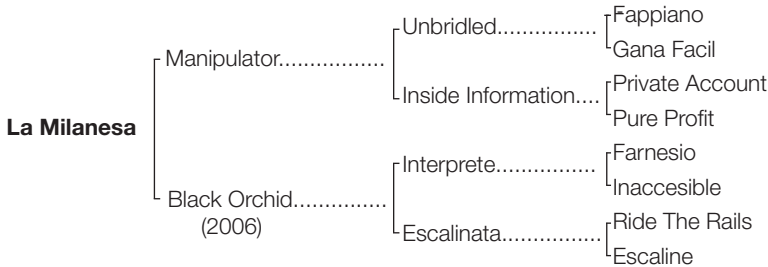 Fappiano
Unbridled................
Gana Facil
Manipulator.................
Private Account
Inside Information....
Pure Profit
La Milanesa
Farnesio
Interprete................
Inaccesible
Black Orchid...............
(2006)
Ride The Rails
Escalinata................
Escaline